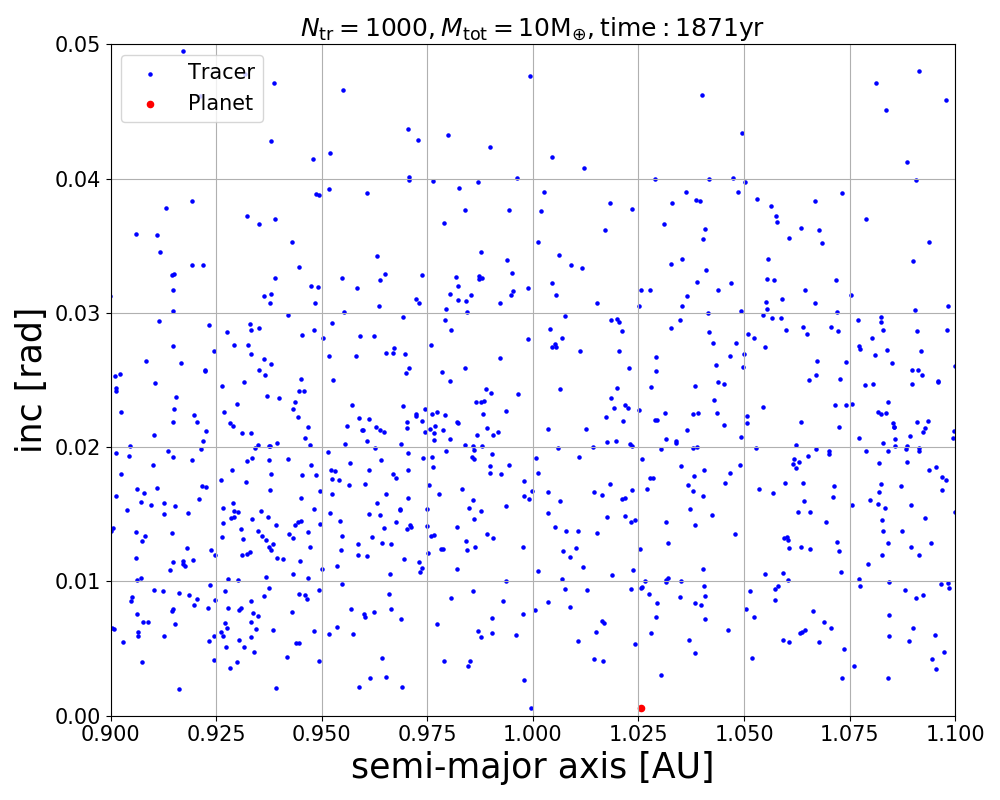 N_tr = 1000, M_tot = 10M_⊕, time : 1871yr
Tracer
Planet
0.05
0.04
0.03
0.02
0.01
0.00
inc [rad]
0.900 0.925 0.950 0.975 1.000 1.025 1.050 1.075 1.100
semi-major axis [AU]